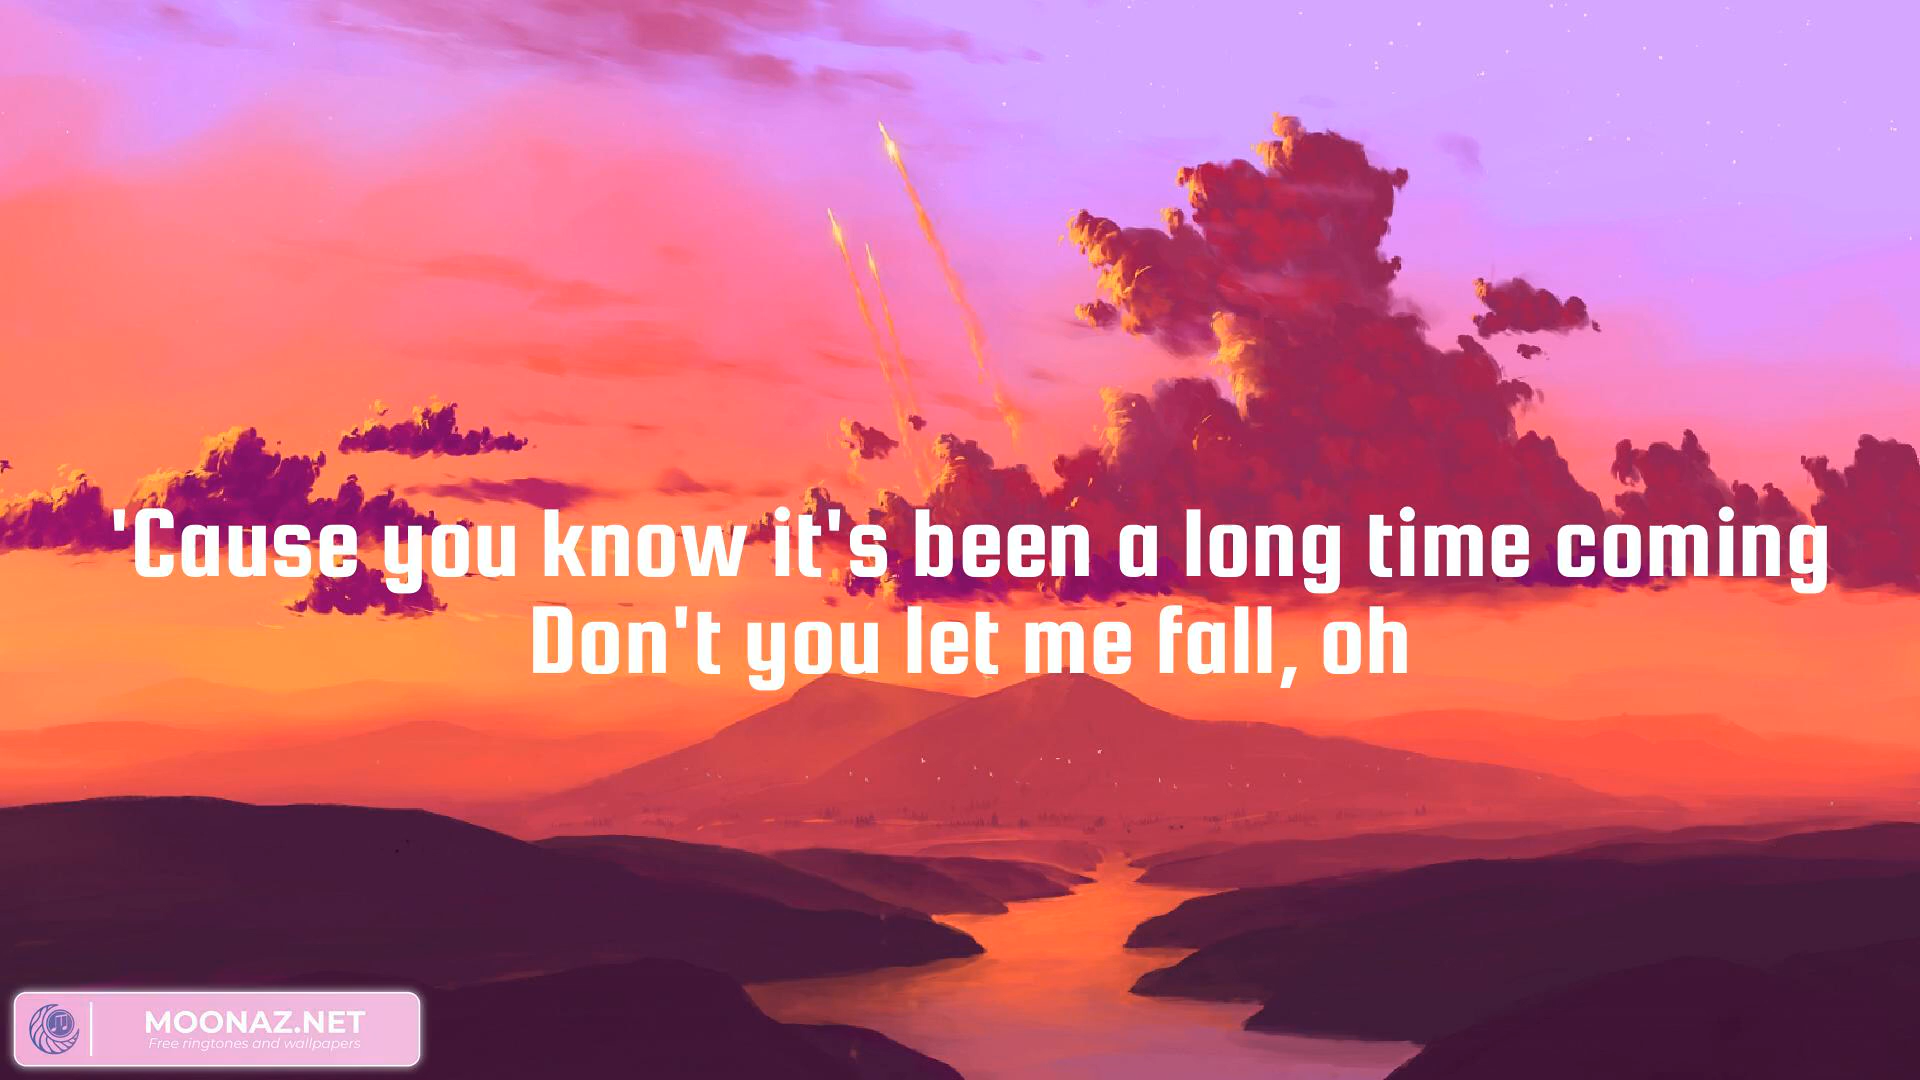 'Cause you know it's been a long time coming
Don't you let me fall, oh
MOONAZ.NET
Free ringtones and wallpapers